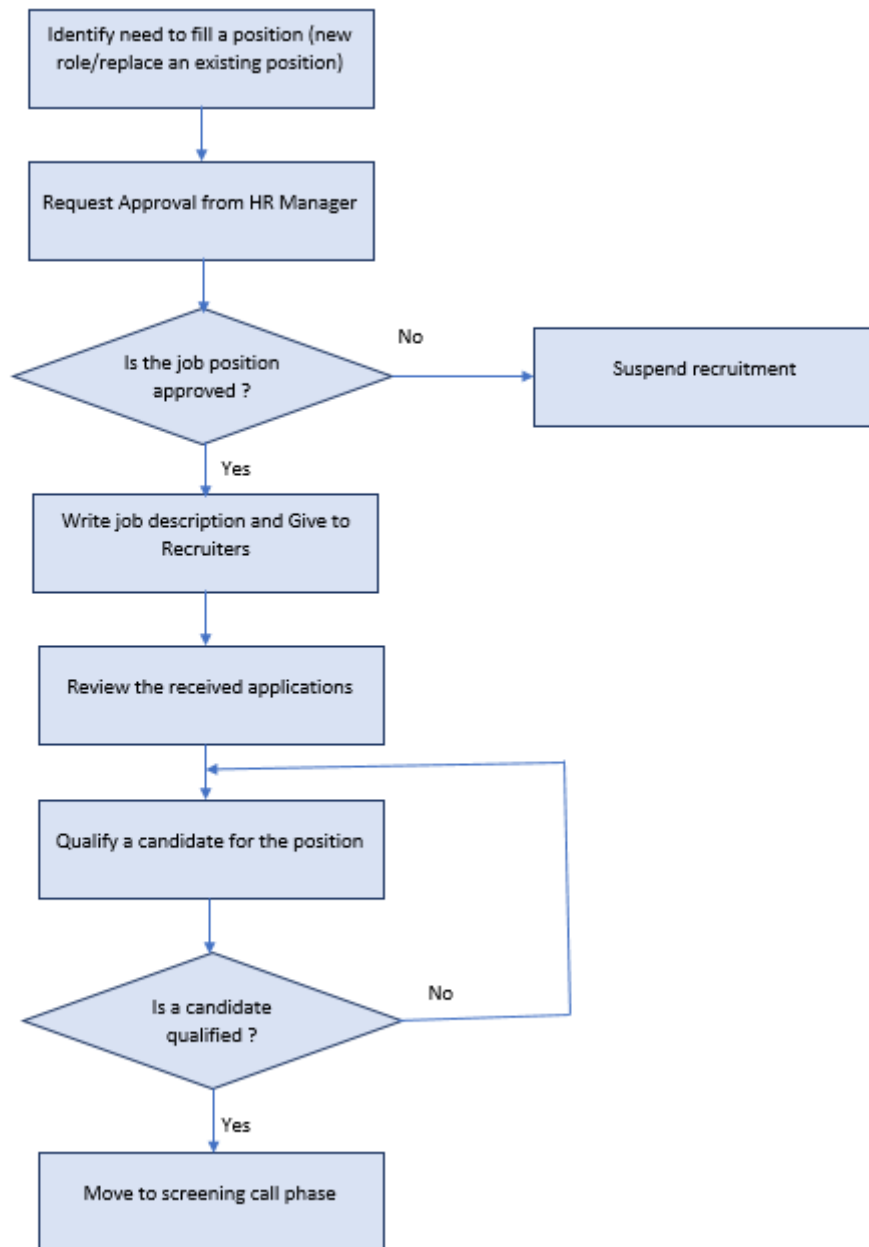 Identify need to fill a position (new
role/replace an existing position)
Request Approval from HR Manager
Is the job position
approved ?
No
Suspend recruitment
Yes
Write job description and Give to
Recruiters
Review the received applications
Qualify a candidate for the position
Is a candidate
qualified ?
No
Yes
Move to screening call phase